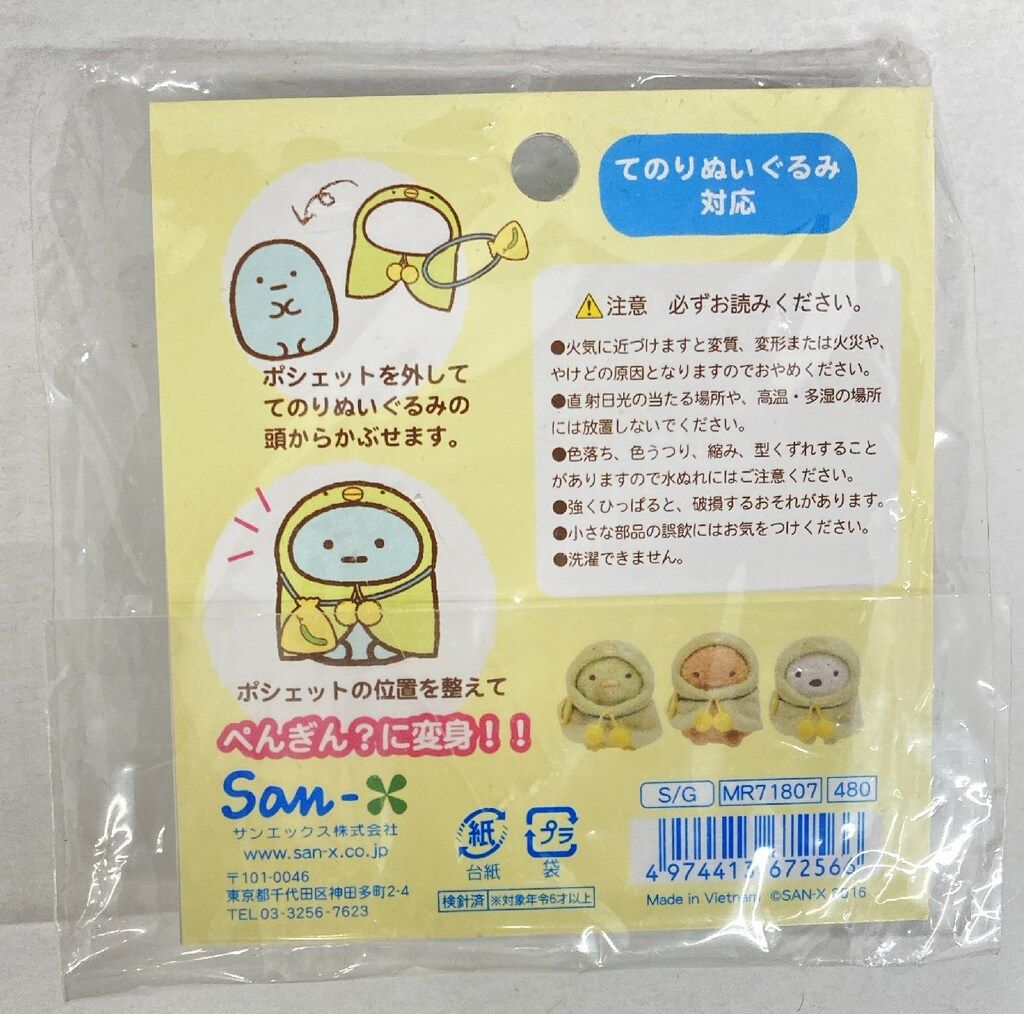 てのりぬいぐるみ
対応
ポシェットを外して
てのりぬいぐるみの
頭からかぶせます。
⚠注意 必ずお読みください。
●火気に近づけますと変質、変形または火災や、
やけどの原因となりますのでおやめください。
●直射日光の当たる場所や、高温・多湿の場所
には放置しないでください。
●色落ち、色うつり、縮み、型くずれすること
がありますので水ぬれにはご注意ください。
●強くひっぱると、破損するおそれがあります。
●小さな部品の誤飲にはお気をつけください。
●洗濯できません。
ポシェットの位置を整えて
ぺんぎん?に変身!!
San-X
サンエックス株式会社
www.san-x.co.jp
〒101-0046
東京都千代田区神田多町2-4
TEL 03-3256-7623
紙
台紙
プラ
袋
検針済 ※対象年令6才以上
S/G MR71807 480
4 974413 672566
Made in Vietnam ©SAN-X 2016